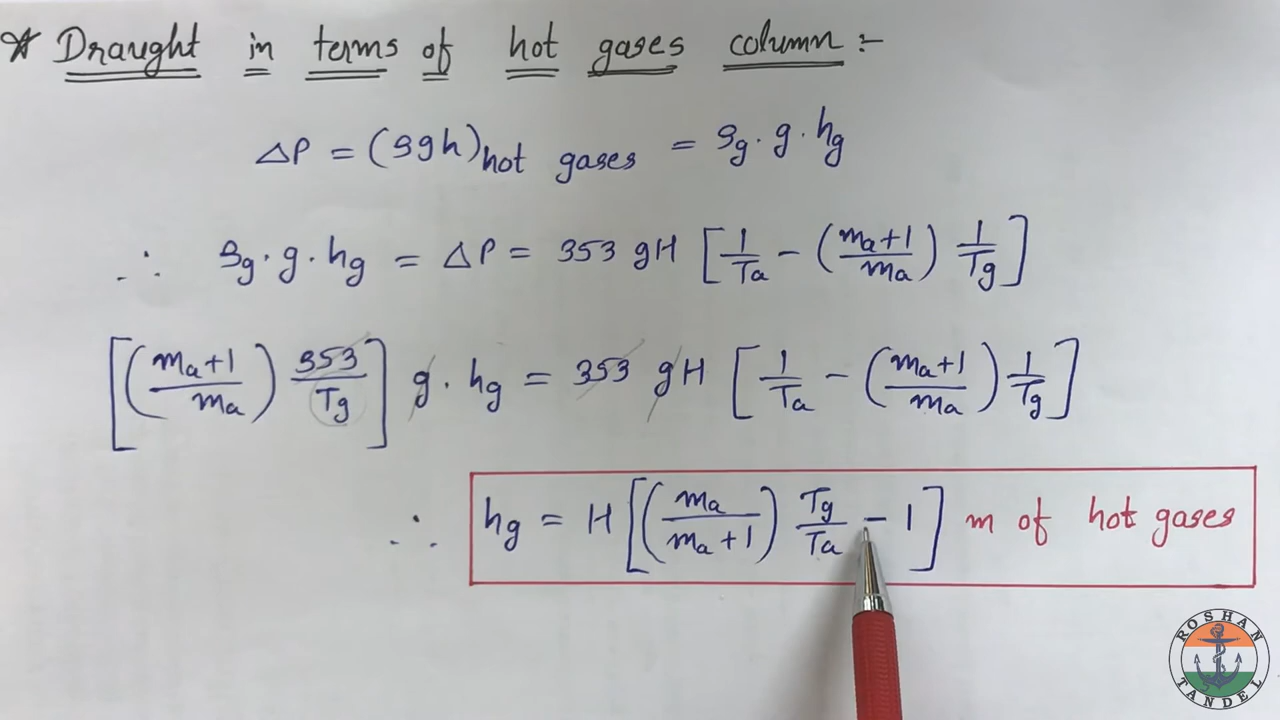 * Draught in terms of hot gases column :-
ΔP = (ρgh)hot gases = ρg · g · hg
∴ ρg · g · hg = ΔP = 353 gH [1/Ta - ((ma+1)/ma) 1/Tg]
[((ma+1)/ma) 353/Tg] g · hg = 353 gH [1/Ta - ((ma+1)/ma) 1/Tg]
∴ hg = H [(ma/(ma+1)) Tg/Ta - 1] m of hot gases
ROSHAN
TANDEL